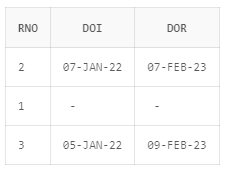 RNO DOI DOR
2 07-JAN-22 07-FEB-23
1 - -
3 05-JAN-22 09-FEB-23